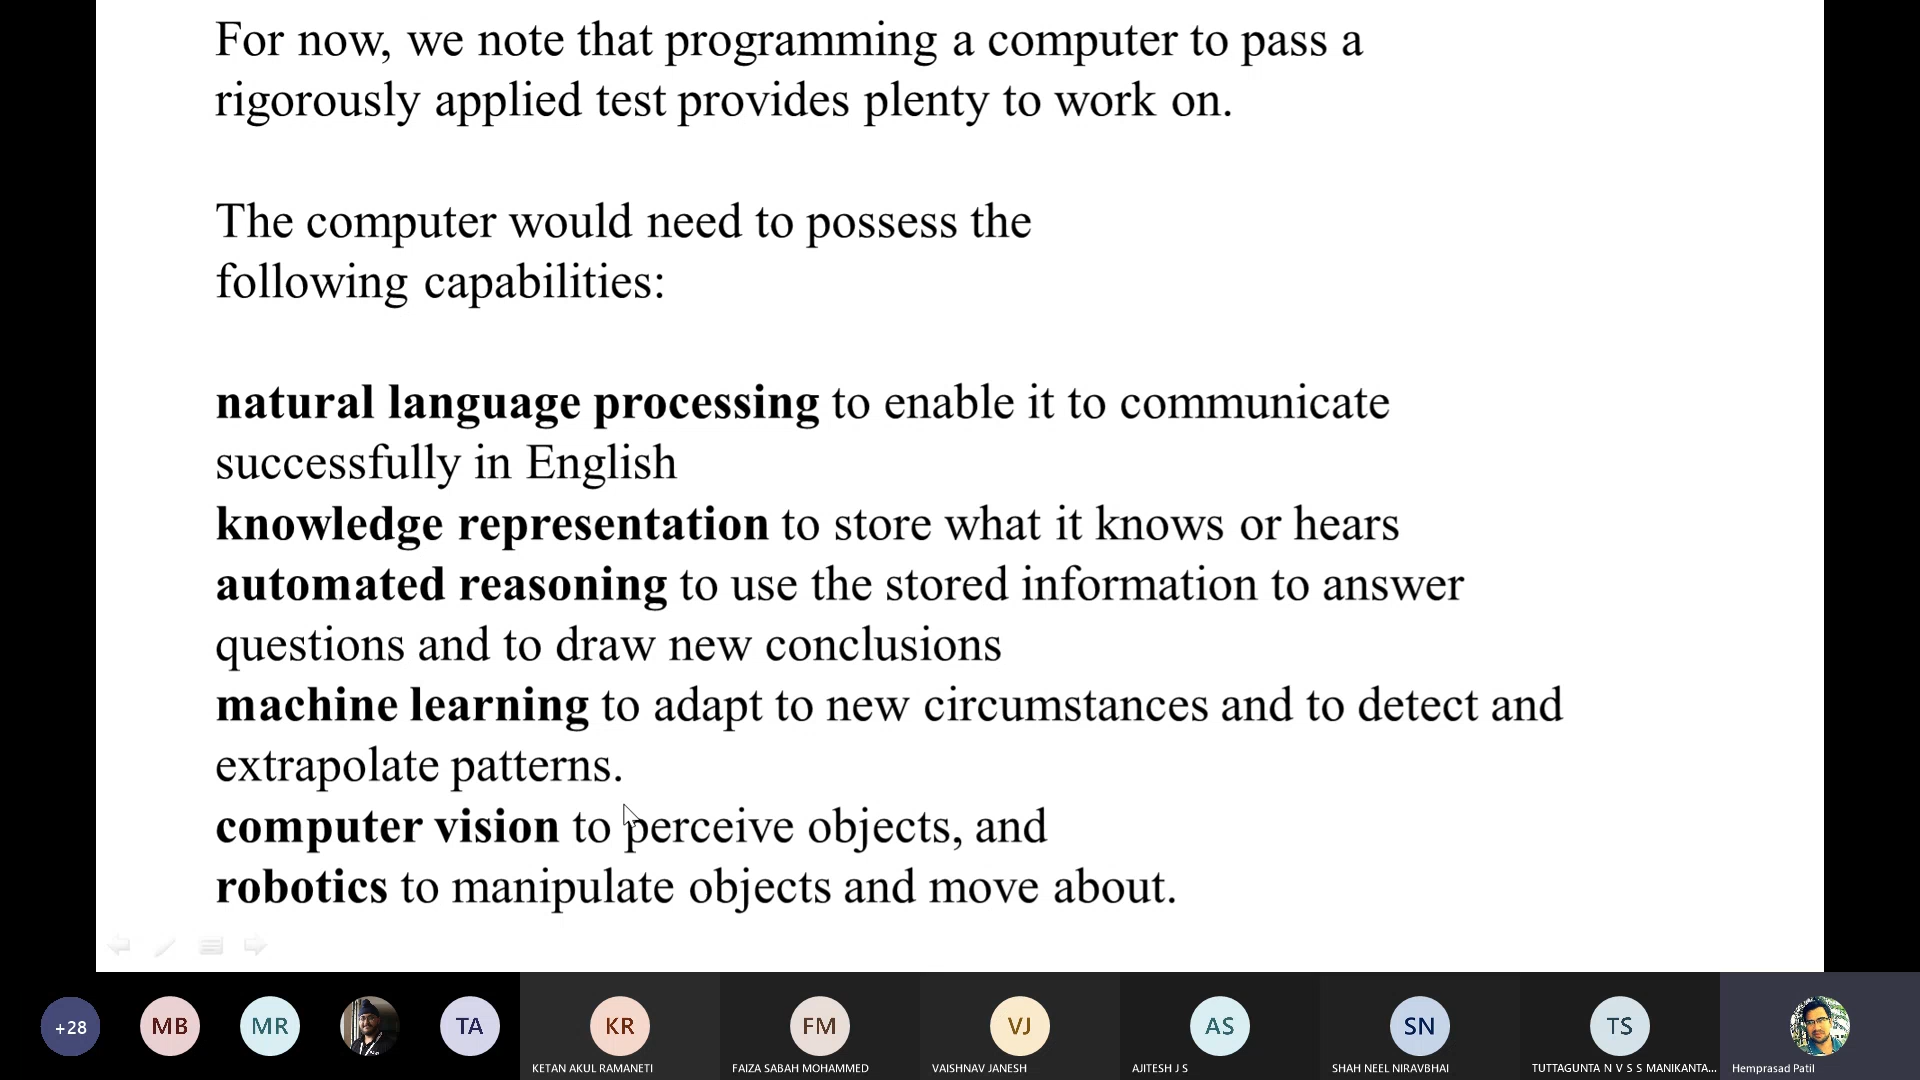 For now, we note that programming a computer to pass a
rigorously applied test provides plenty to work on.
The computer would need to possess the
following capabilities:
natural language processing to enable it to communicate
successfully in English
knowledge representation to store what it knows or hears
automated reasoning to use the stored information to answer
questions and to draw new conclusions
machine learning to adapt to new circumstances and to detect and
extrapolate patterns.
computer vision to perceive objects, and
robotics to manipulate objects and move about.
+28 MB MR TA KR FM VJ AS SN TS
KETAN AKUL RAMANETI FAIZA SABAH MOHAMMED VAISHNAV JANESH AJITESH J S SHAH NEEL NIRAVBHAI TUTTAGUNTA N V S S MANIKANTA... Hemprasad Patil